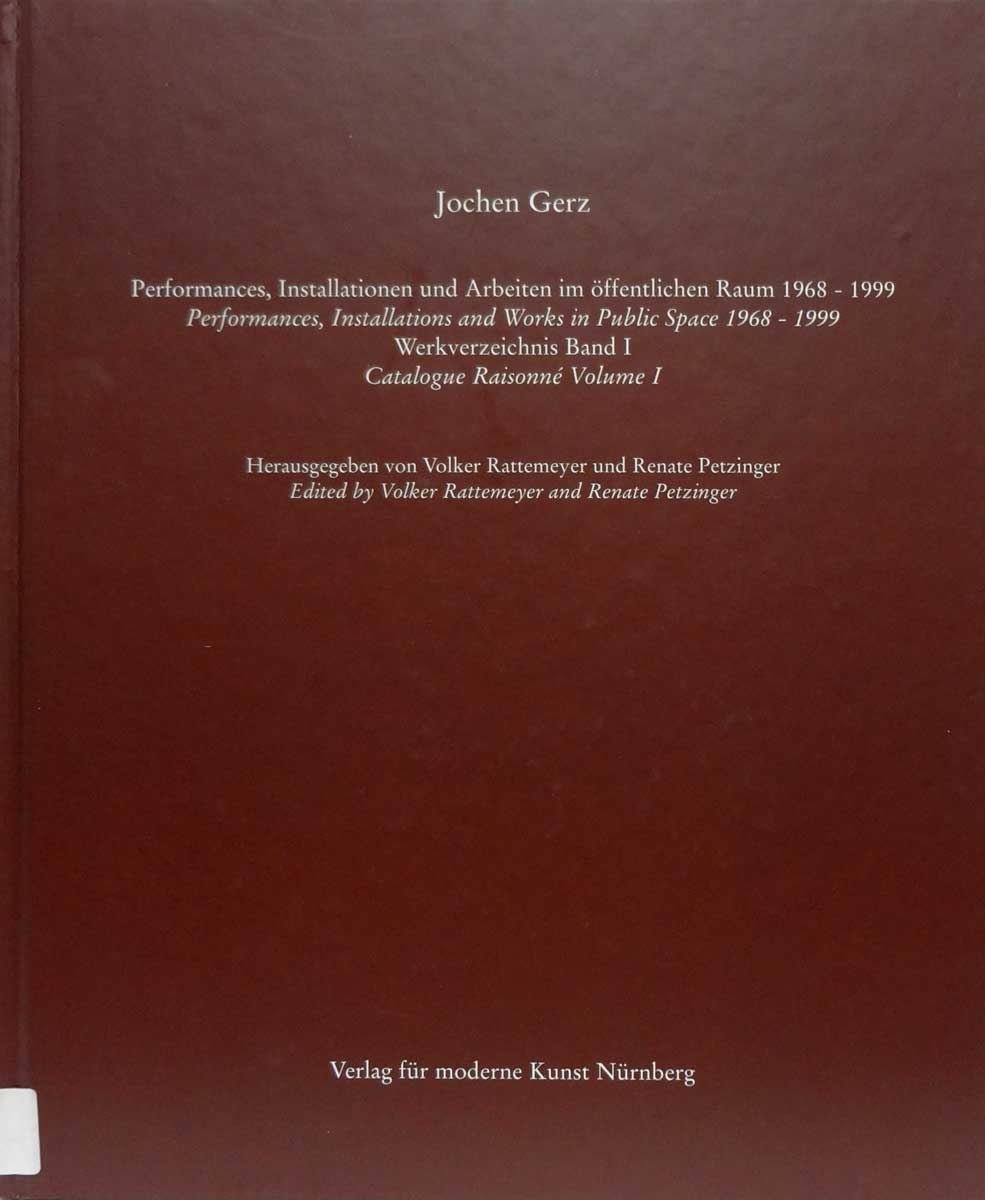 Jochen Gerz
Performances, Installationen und Arbeiten im öffentlichen Raum 1968 - 1999
Performances, Installations and Works in Public Space 1968 - 1999
Werkverzeichnis Band I
Catalogue Raisonné Volume I
Herausgegeben von Volker Rattemeyer und Renate Petzinger
Edited by Volker Rattemeyer and Renate Petzinger
Verlag für moderne Kunst Nürnberg